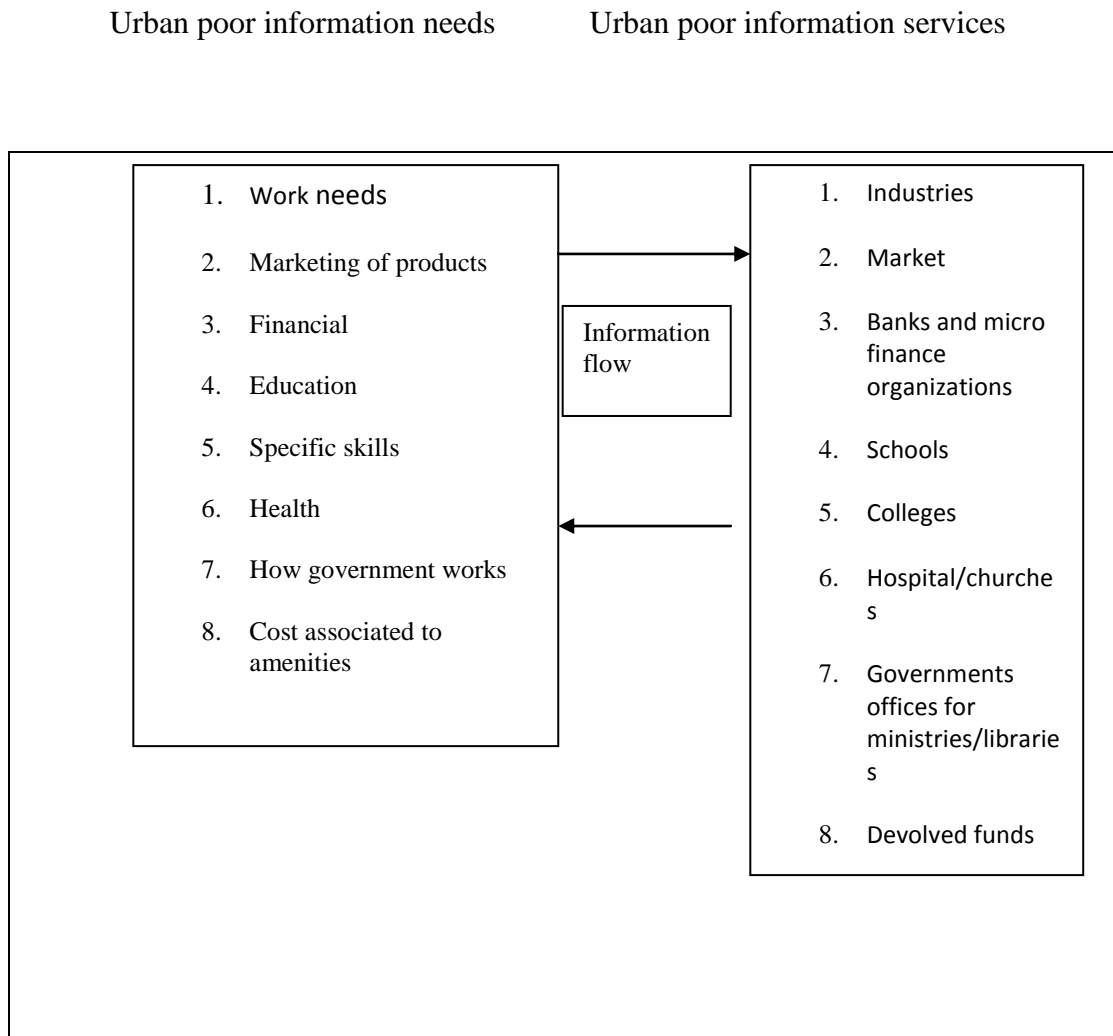 Urban poor information needs
Urban poor information services
1. Work needs
2. Marketing of products
3. Financial
4. Education
5. Specific skills
6. Health
7. How government works
8. Cost associated to
amenities
Information
flow
1. Industries
2. Market
3. Banks and micro
finance
organizations
4. Schools
5. Colleges
6. Hospital/churche
s
7. Governments
offices for
ministries/librarie
s
8. Devolved funds